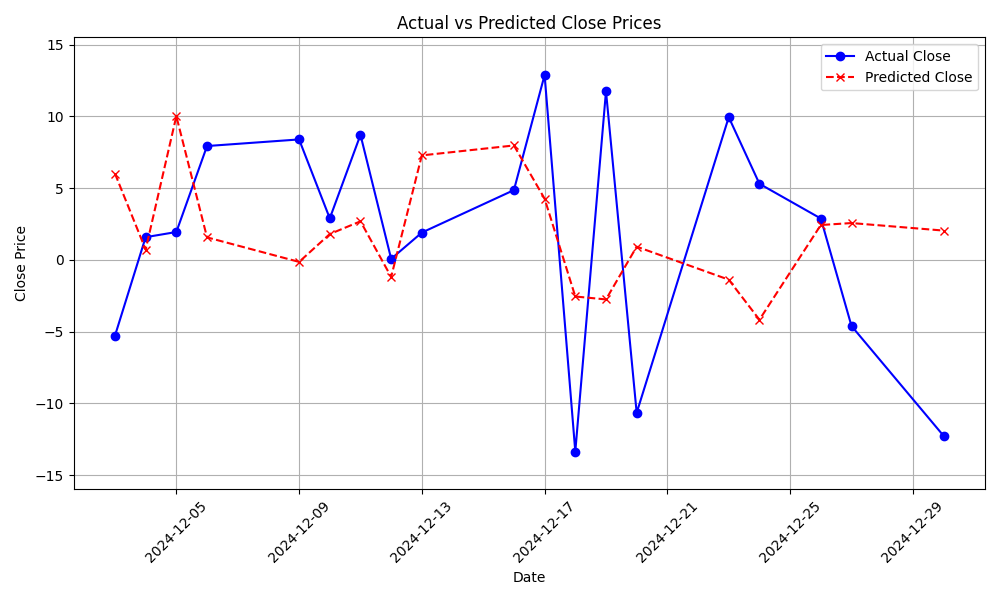 Actual vs Predicted Close Prices
Actual Close
Predicted Close
Close Price
15
10
5
0
−5
−10
−15
2024-12-05
2024-12-09
2024-12-13
2024-12-17
2024-12-21
2024-12-25
2024-12-29
Date